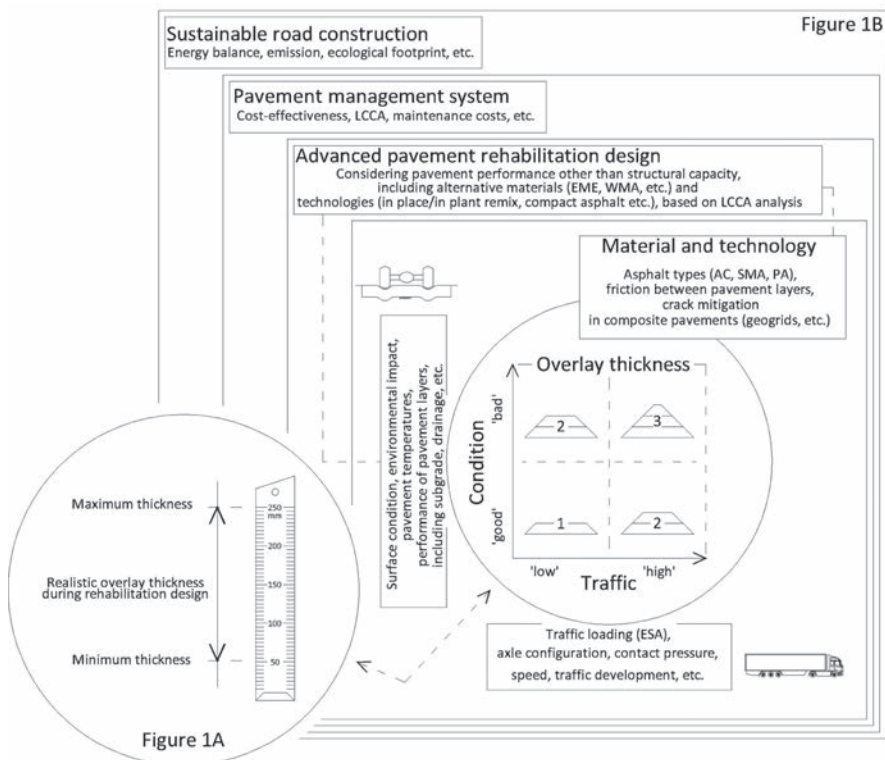 Figure 1B
Sustainable road construction
Energy balance, emission, ecological footprint, etc.
Pavement management system
Cost-effectiveness, LCCA, maintenance costs, etc.
Advanced pavement rehabilitation design
Considering pavement performance other than structural capacity,
including alternative materials (EME, WMA, etc.) and
technologies (in place/in plant remix, compact asphalt etc.), based on LCCA analysis
Material and technology
Asphalt types (AC, SMA, PA),
friction between pavement layers,
crack mitigation
in composite pavements (geogrids, etc.)
Surface condition, environmental impact,
pavement temperatures,
performance of pavement layers,
including subgrade, drainage, etc.
Overlay thickness
Condition
'bad'
'good'
2
3
1
2
'low'
'high'
Traffic
Traffic loading (ESA),
axle configuration, contact pressure,
speed, traffic development, etc.
Maximum thickness
Realistic overlay thickness
during rehabilitation design
Minimum thickness
250
mm
200
150
100
50
Figure 1A